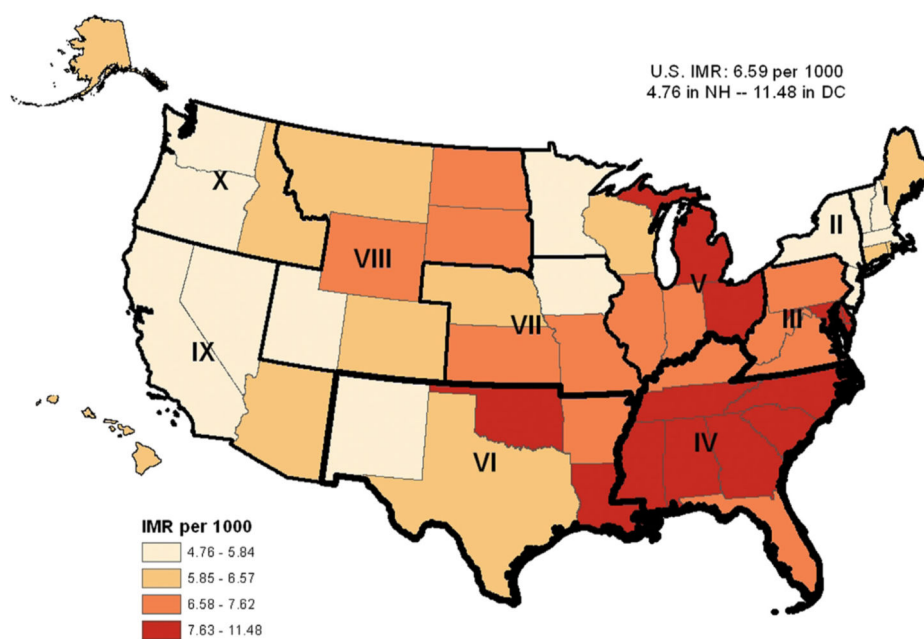 U.S. IMR: 6.59 per 1000
4.76 in NH -- 11.48 in DC
X
I
II
VIII
V
III
VII
IX
IV
VI
IMR per 1000
4.76 - 5.84
5.85 - 6.57
6.58 - 7.62
7.63 - 11.48